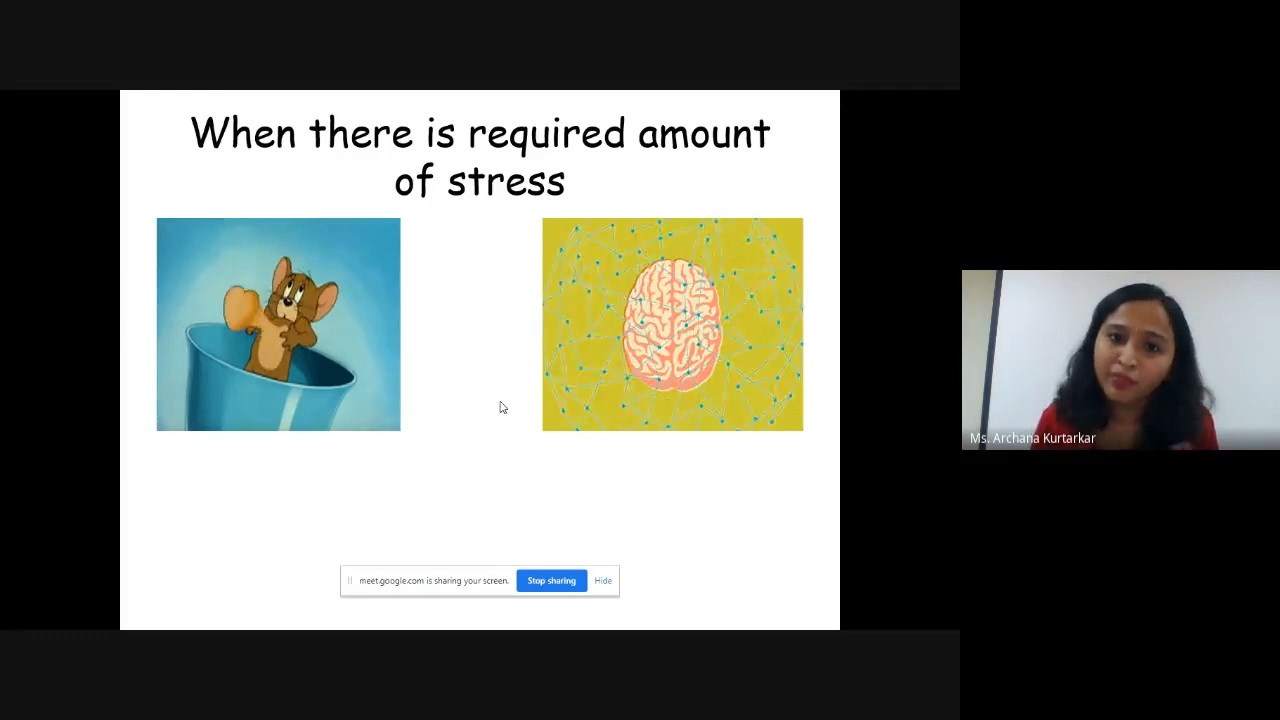 When there is required amount
of stress
Ms. Archana Kurtarkar
meet.google.com is sharing your screen.
Stop sharing
Hide